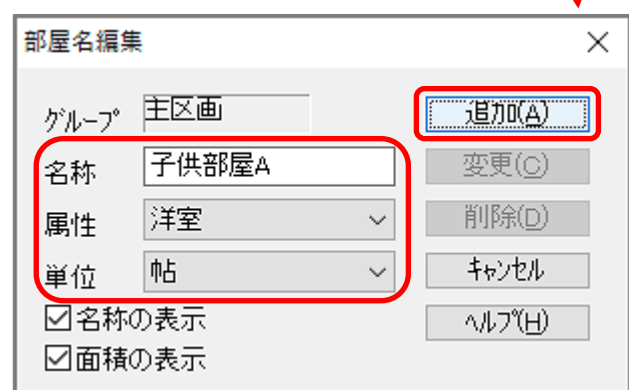 部屋名編集
グループ 主区画 追加(A)
名称 子供部屋A 変更(C)
属性 洋室 削除(D)
単位 帖 キャンセル
名称の表示 ヘルプ(H)
面積の表示